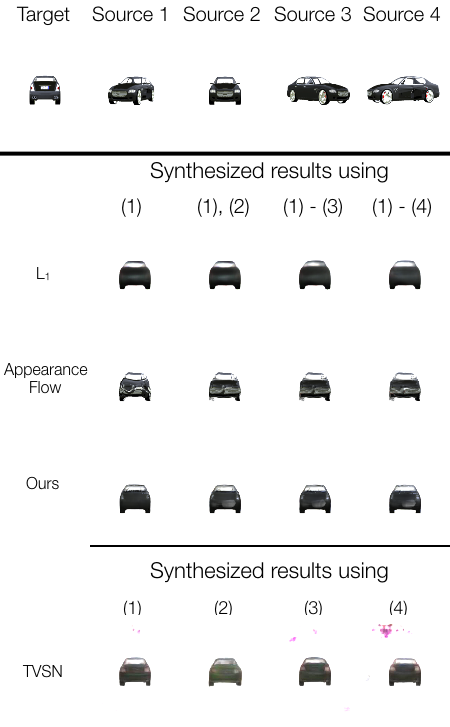 Target Source 1 Source 2 Source 3 Source 4
Synthesized results using
(1) (1), (2) (1) - (3) (1) - (4)
L₁
Appearance
Flow
Ours
Synthesized results using
(1) (2) (3) (4)
TVSN